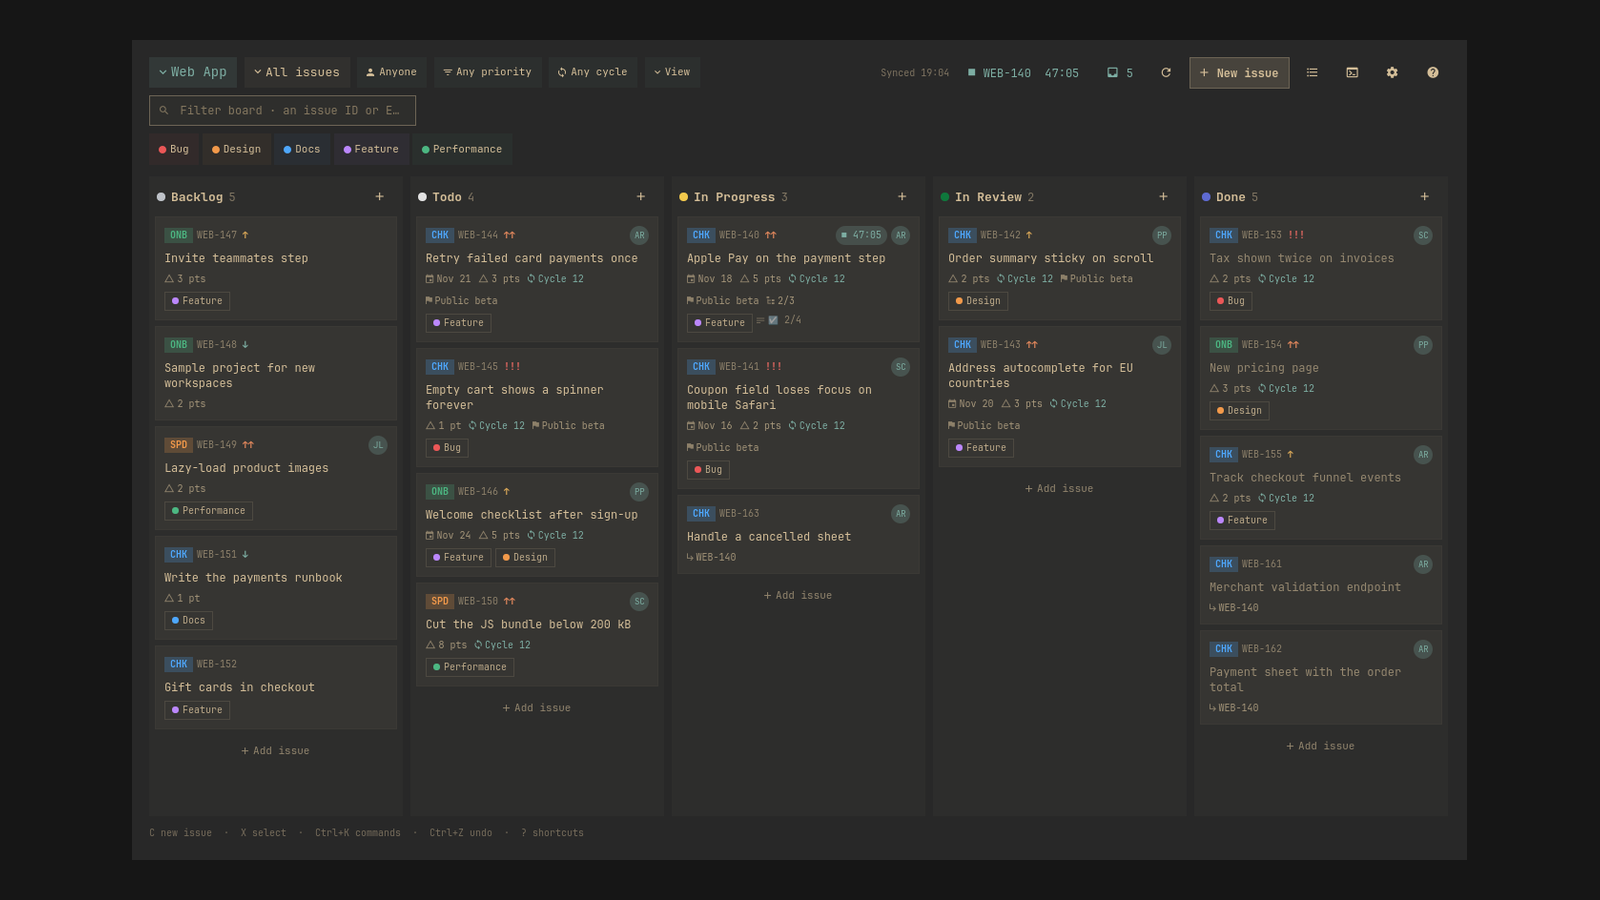 Web App
All issues
Anyone
Any priority
Any cycle
View
Synced 19:04
WEB-140 47:05
5
New issue
Filter board · an issue ID or E…
Bug
Design
Docs
Feature
Performance
Backlog 5
ONB WEB-147
Invite teammates step
3 pts
Feature
ONB WEB-148
Sample project for new
workspaces
2 pts
SPD WEB-149
JL
Lazy-load product images
2 pts
Performance
CHK WEB-151
Write the payments runbook
1 pt
Docs
CHK WEB-152
Gift cards in checkout
Feature
+ Add issue
Todo 4
CHK WEB-144
AR
Retry failed card payments once
Nov 21 3 pts Cycle 12
Public beta
Feature
CHK WEB-145 !!!
Empty cart shows a spinner
forever
1 pt Cycle 12 Public beta
Bug
ONB WEB-146
PP
Welcome checklist after sign-up
Nov 24 5 pts Cycle 12
Feature Design
SPD WEB-150
SC
Cut the JS bundle below 200 kB
8 pts Cycle 12
Performance
+ Add issue
In Progress 3
CHK WEB-140
47:05
AR
Apple Pay on the payment step
Nov 18 5 pts Cycle 12
Public beta 2/3
Feature 2/4
CHK WEB-141 !!!
SC
Coupon field loses focus on
mobile Safari
Nov 16 2 pts Cycle 12
Public beta
Bug
CHK WEB-163
AR
Handle a cancelled sheet
WEB-140
+ Add issue
In Review 2
CHK WEB-142
PP
Order summary sticky on scroll
2 pts Cycle 12 Public beta
Design
CHK WEB-143
JL
Address autocomplete for EU
countries
Nov 20 3 pts Cycle 12
Public beta
Feature
+ Add issue
Done 5
CHK WEB-153 !!!
SC
Tax shown twice on invoices
2 pts Cycle 12
Bug
ONB WEB-154
PP
New pricing page
3 pts Cycle 12
Design
CHK WEB-155
AR
Track checkout funnel events
2 pts Cycle 12
Feature
CHK WEB-161
AR
Merchant validation endpoint
WEB-140
CHK WEB-162
AR
Payment sheet with the order
total
WEB-140
+ Add issue
C new issue · X select · Ctrl+K commands · Ctrl+Z undo · ? shortcuts